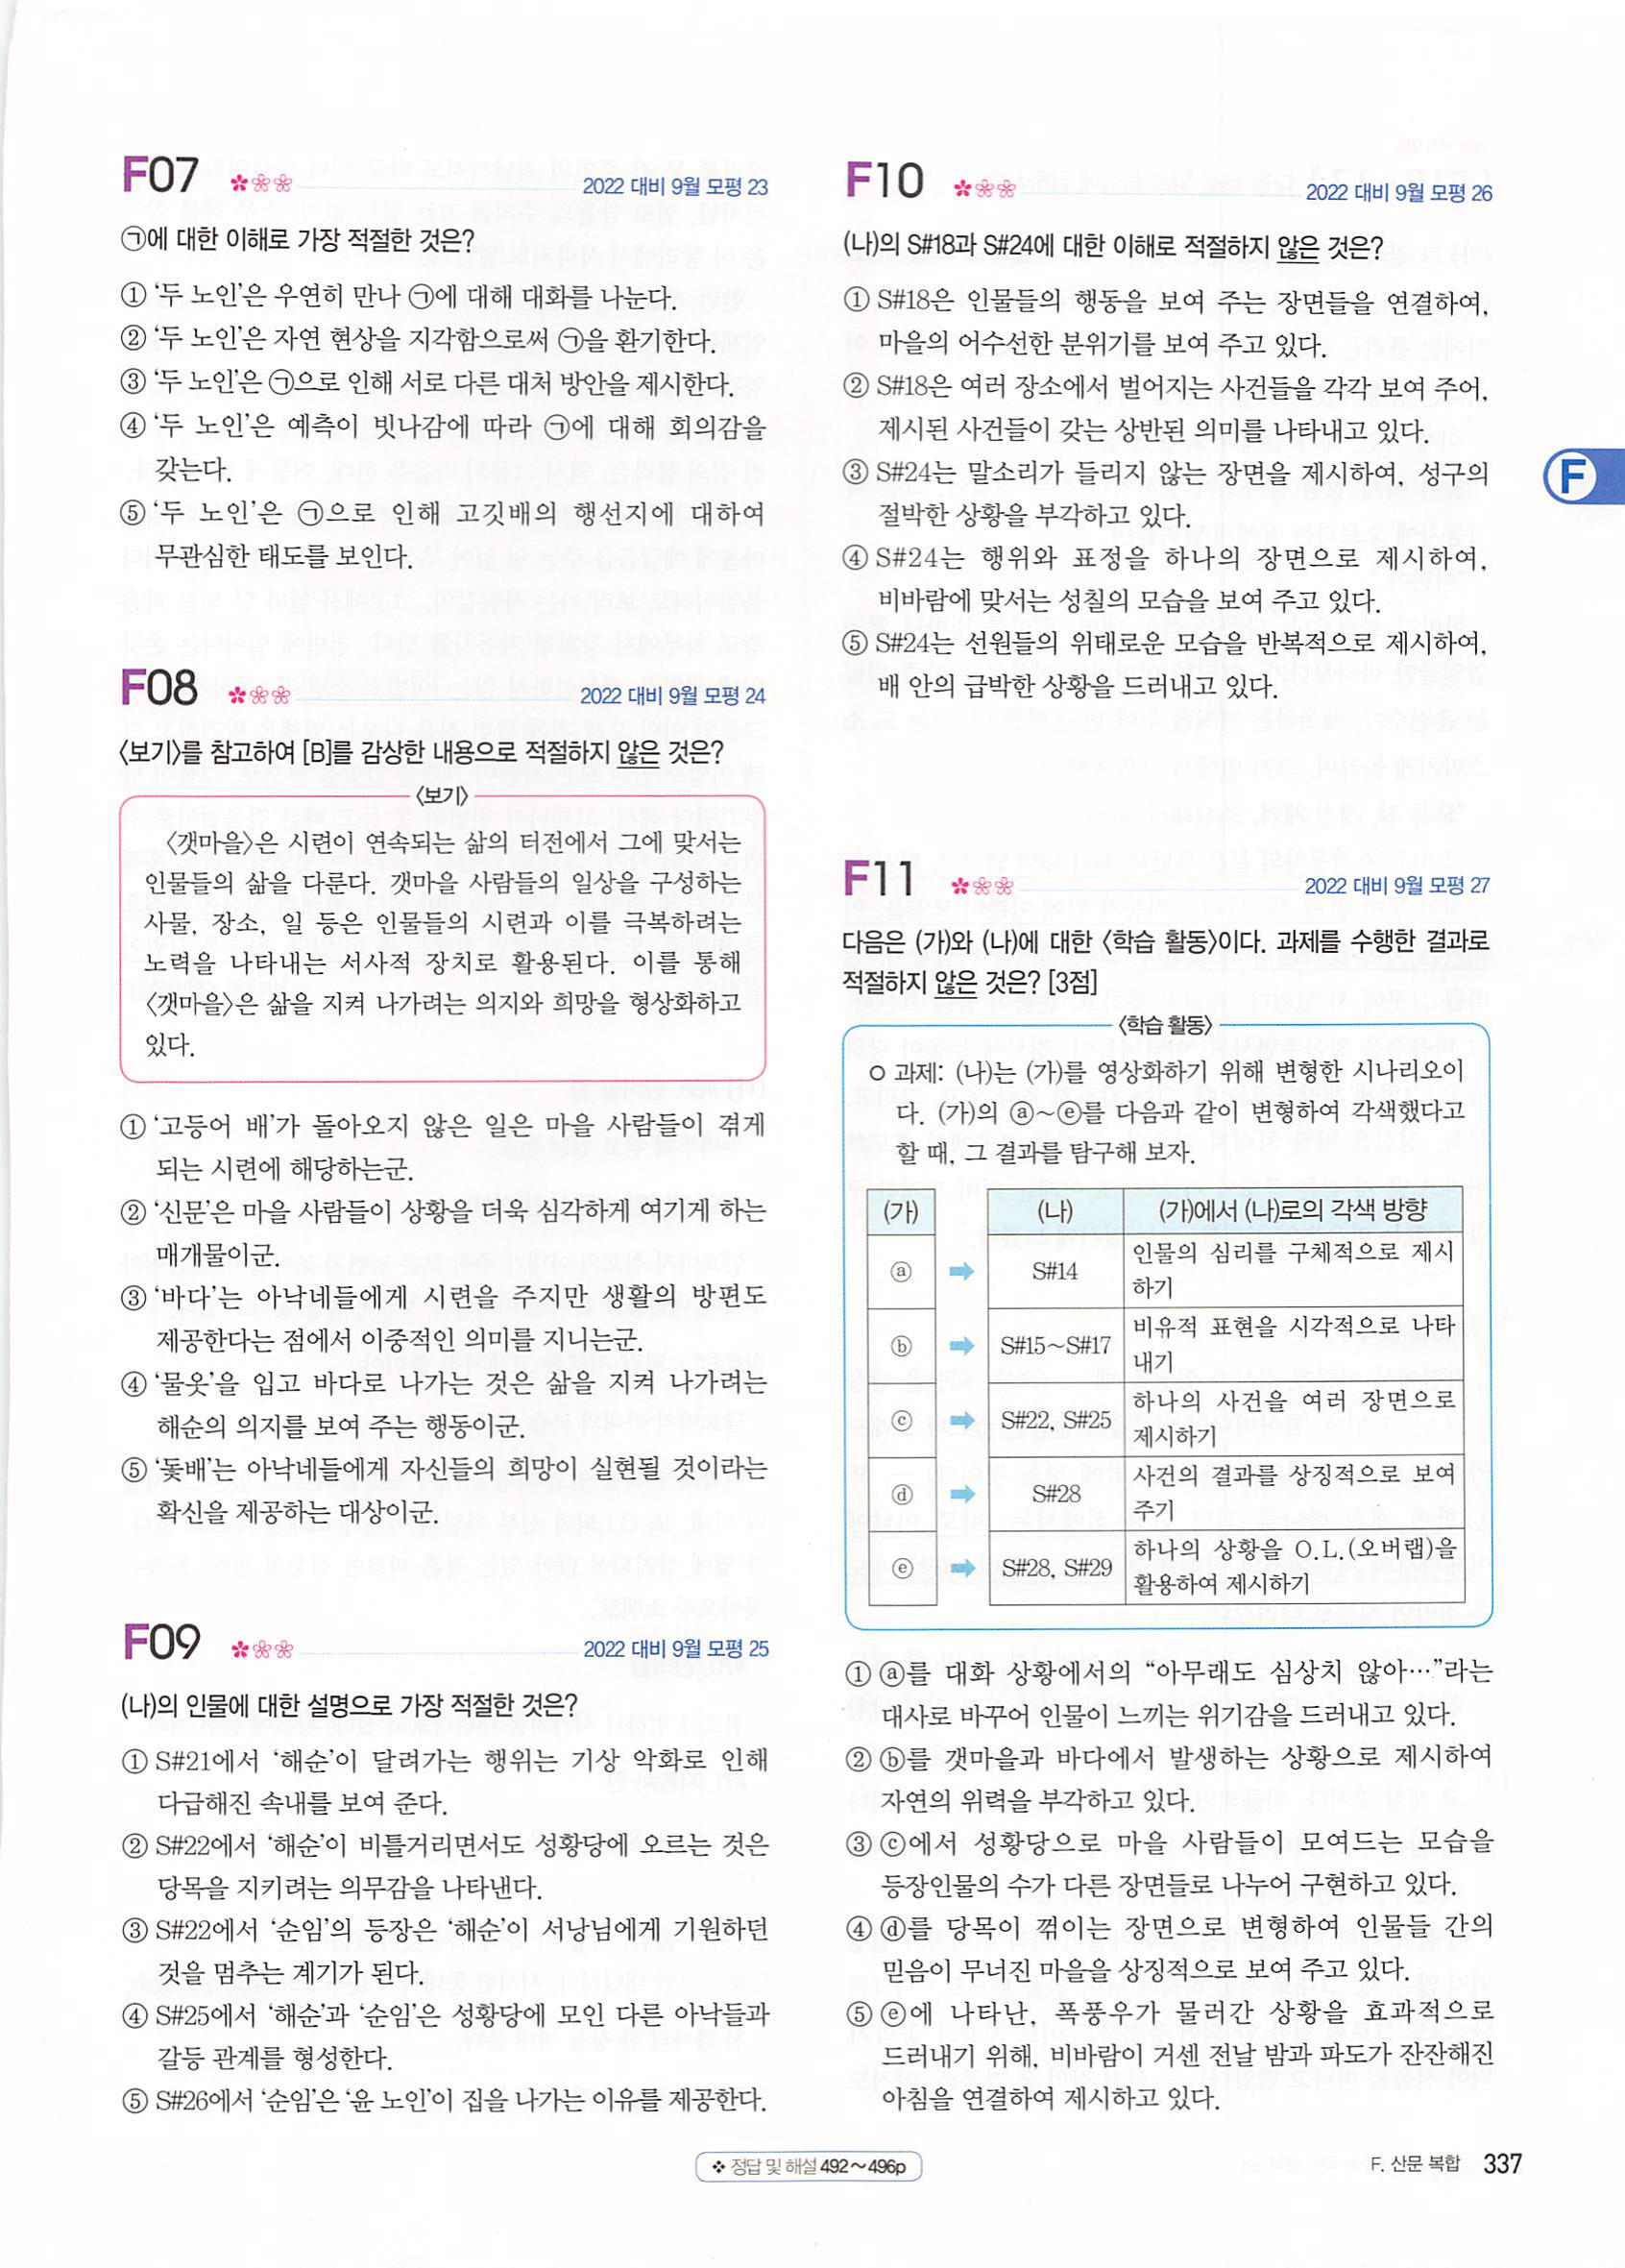 F07
2022 대비 9월 모평 23
㉠에 대한 이해로 가장 적절한 것은?
① ‘두 노인’은 우연히 만나 ㉠에 대해 대화를 나눈다.
② ‘두 노인’은 자연 현상을 지각함으로써 ㉠을 환기한다.
③ ‘두 노인’은 ㉠으로 인해 서로 다른 대처 방안을 제시한다.
④ ‘두 노인’은 예측이 빗나감에 따라 ㉠에 대해 회의감을
갖는다.
⑤ ‘두 노인’은 ㉠으로 인해 고깃배의 행선지에 대하여
무관심한 태도를 보인다.
F08
2022 대비 9월 모평 24
〈보기〉를 참고하여 [B]를 감상한 내용으로 적절하지 않은 것은?
〈보기〉
〈갯마을〉은 시련이 연속되는 삶의 터전에서 그에 맞서는
인물들의 삶을 다룬다. 갯마을 사람들의 일상을 구성하는
사물, 장소, 일 등은 인물들의 시련과 이를 극복하려는
노력을 나타내는 서사적 장치로 활용된다. 이를 통해
〈갯마을〉은 삶을 지켜 나가려는 의지와 희망을 형상화하고
있다.
① ‘고등어 배’가 돌아오지 않은 일은 마을 사람들이 겪게
되는 시련에 해당하는군.
② ‘신문’은 마을 사람들이 상황을 더욱 심각하게 여기게 하는
매개물이군.
③ ‘바다’는 아낙네들에게 시련을 주지만 생활의 방편도
제공한다는 점에서 이중적인 의미를 지니는군.
④ ‘물옷’을 입고 바다로 나가는 것은 삶을 지켜 나가려는
해순의 의지를 보여 주는 행동이군.
⑤ ‘돛배’는 아낙네들에게 자신들의 희망이 실현될 것이라는
확신을 제공하는 대상이군.
F09
2022 대비 9월 모평 25
(나)의 인물에 대한 설명으로 가장 적절한 것은?
① S#21에서 ‘해순’이 달려가는 행위는 기상 악화로 인해
다급해진 속내를 보여 준다.
② S#22에서 ‘해순’이 비틀거리면서도 성황당에 오르는 것은
당목을 지키려는 의무감을 나타낸다.
③ S#22에서 ‘순임’의 등장은 ‘해순’이 서낭님에게 기원하던
것을 멈추는 계기가 된다.
④ S#25에서 ‘해순’과 ‘순임’은 성황당에 모인 다른 아낙들과
갈등 관계를 형성한다.
⑤ S#26에서 ‘순임’은 ‘윤 노인’이 집을 나가는 이유를 제공한다.
F10
2022 대비 9월 모평 26
(나)의 S#18과 S#24에 대한 이해로 적절하지 않은 것은?
① S#18은 인물들의 행동을 보여 주는 장면들을 연결하여,
마을의 어수선한 분위기를 보여 주고 있다.
② S#18은 여러 장소에서 벌어지는 사건들을 각각 보여 주어,
제시된 사건들이 갖는 상반된 의미를 나타내고 있다.
③ S#24는 말소리가 들리지 않는 장면을 제시하여, 성구의
절박한 상황을 부각하고 있다.
④ S#24는 행위와 표정을 하나의 장면으로 제시하여,
비바람에 맞서는 성칠의 모습을 보여 주고 있다.
⑤ S#24는 선원들의 위태로운 모습을 반복적으로 제시하여,
배 안의 급박한 상황을 드러내고 있다.
F
F11
2022 대비 9월 모평 27
다음은 (가)와 (나)에 대한 〈학습 활동〉이다. 과제를 수행한 결과로
적절하지 않은 것은? [3점]
〈학습 활동〉
○ 과제: (나)는 (가)를 영상화하기 위해 변형한 시나리오이
다. (가)의 ⓐ~ⓔ를 다음과 같이 변형하여 각색했다고
할 때, 그 결과를 탐구해 보자.
(가) (나) (가)에서 (나)로의 각색 방향
ⓐ ➡ S#14 인물의 심리를 구체적으로 제시
하기
ⓑ ➡ S#15~S#17 비유적 표현을 시각적으로 나타
내기
ⓒ ➡ S#22, S#25 하나의 사건을 여러 장면으로
제시하기
ⓓ ➡ S#28 사건의 결과를 상징적으로 보여
주기
ⓔ ➡ S#28, S#29 하나의 상황을 O.L.(오버랩)을
활용하여 제시하기
① ⓐ를 대화 상황에서의 “아무래도 심상치 않아…”라는
대사로 바꾸어 인물이 느끼는 위기감을 드러내고 있다.
② ⓑ를 갯마을과 바다에서 발생하는 상황으로 제시하여
자연의 위력을 부각하고 있다.
③ ⓒ에서 성황당으로 마을 사람들이 모여드는 모습을
등장인물의 수가 다른 장면들로 나누어 구현하고 있다.
④ ⓓ를 당목이 꺾이는 장면으로 변형하여 인물들 간의
믿음이 무너진 마을을 상징적으로 보여 주고 있다.
⑤ ⓔ에 나타난, 폭풍우가 물러간 상황을 효과적으로
드러내기 위해, 비바람이 거센 전날 밤과 파도가 잔잔해진
아침을 연결하여 제시하고 있다.
❖ 정답 및 해설 492~496p
F. 산문 복합 337